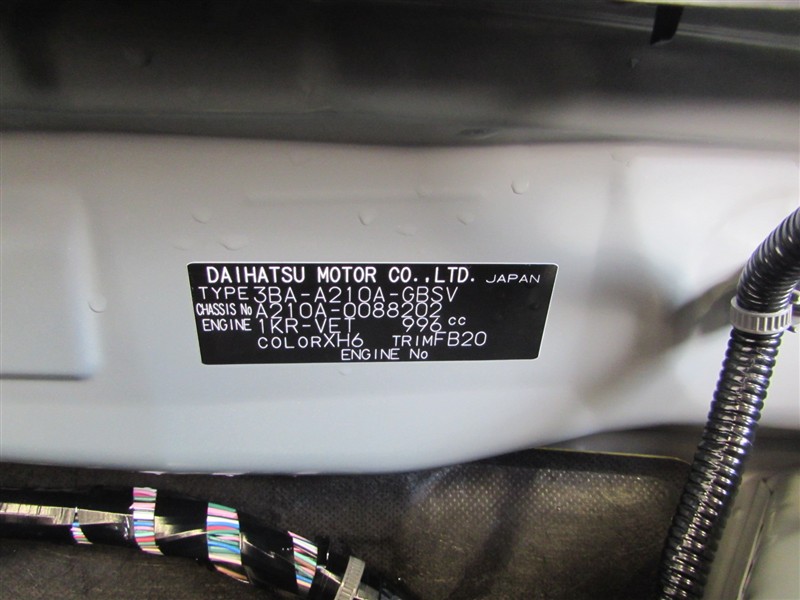 DAIHATSU MOTOR CO.,LTD. JAPAN
TYPE 3BA-A210A-GBSV
CHASSIS No A210A-0088202
ENGINE 1KR-VET 996 cc
COLOR XH6 TRIM FB20
ENGINE No